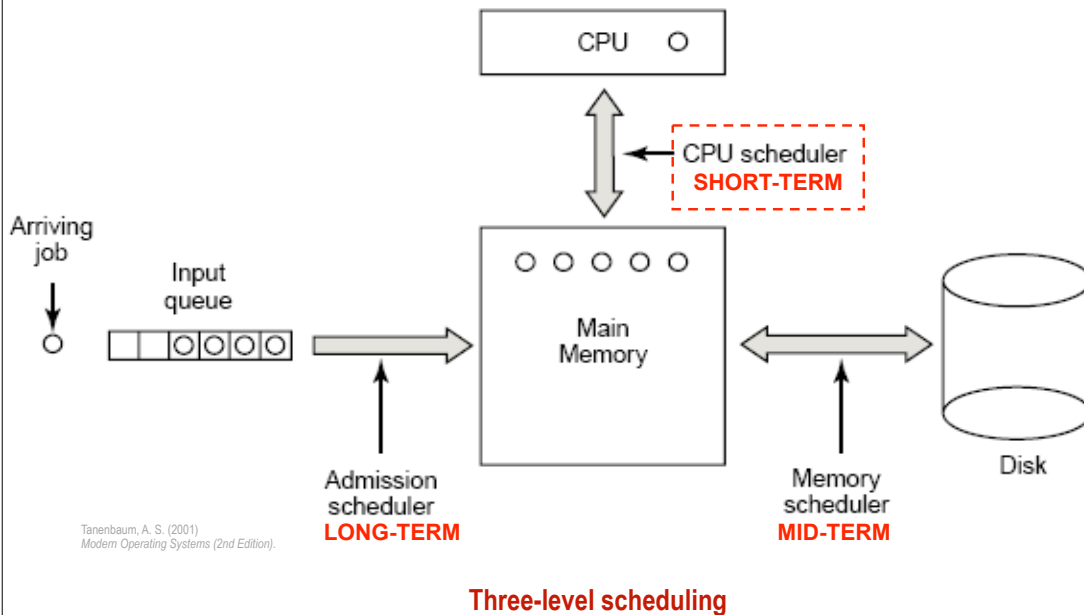 CPU
CPU scheduler
SHORT-TERM
Arriving
job
Input
queue
Main
Memory
Disk
Admission
scheduler
LONG-TERM
Memory
scheduler
MID-TERM
Tanenbaum, A. S. (2001)
Modern Operating Systems (2nd Edition).
Three-level scheduling